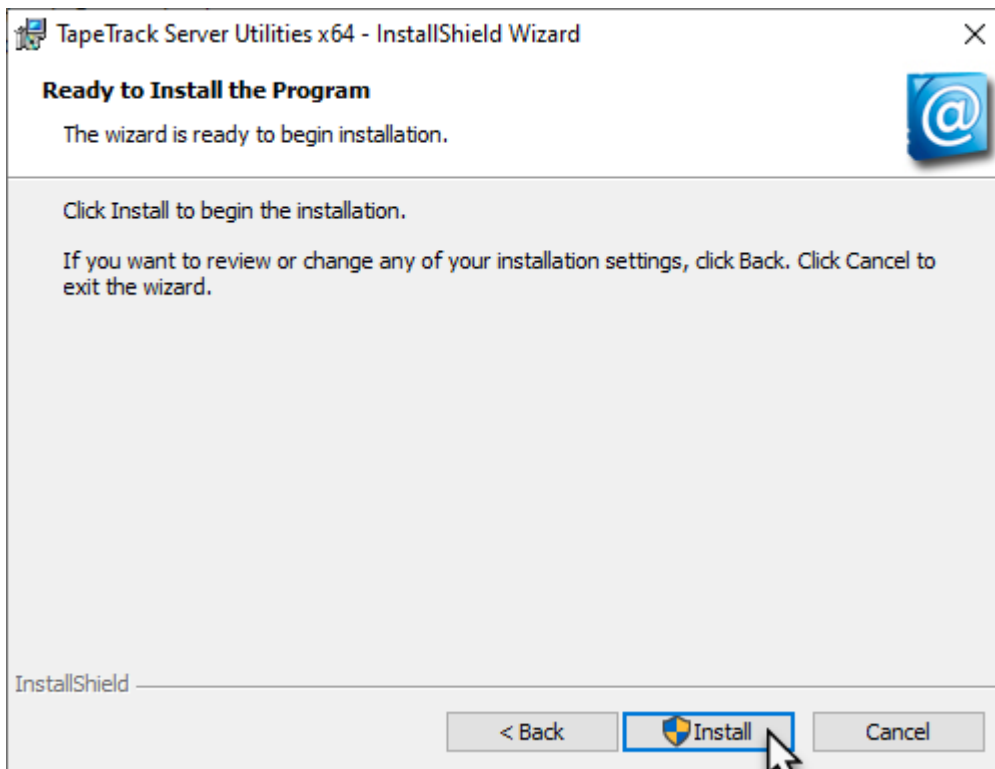 TapeTrack Server Utilities x64 - InstallShield Wizard
Ready to Install the Program
The wizard is ready to begin installation.
Click Install to begin the installation.
If you want to review or change any of your installation settings, click Back. Click Cancel to
exit the wizard.
InstallShield
< Back
Install
Cancel